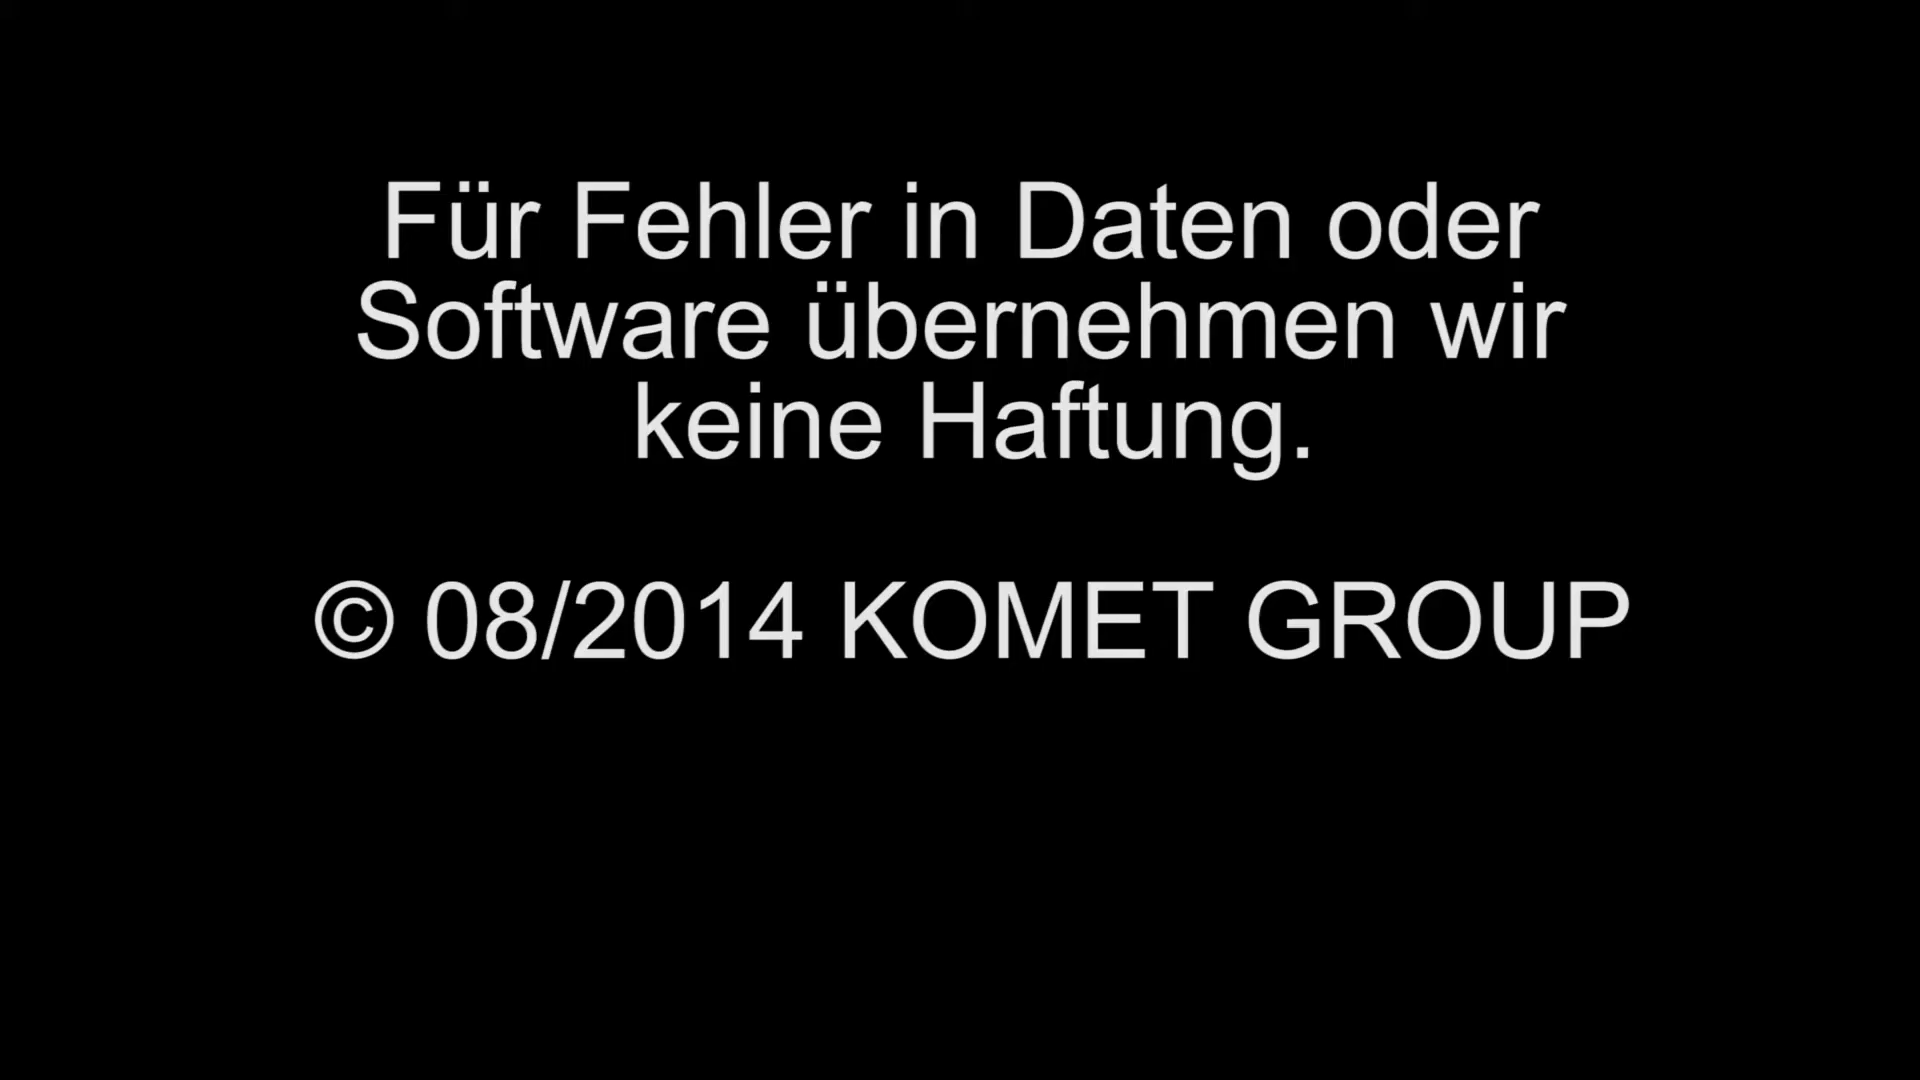 Für Fehler in Daten oder
Software übernehmen wir
keine Haftung.
© 08/2014 KOMET GROUP